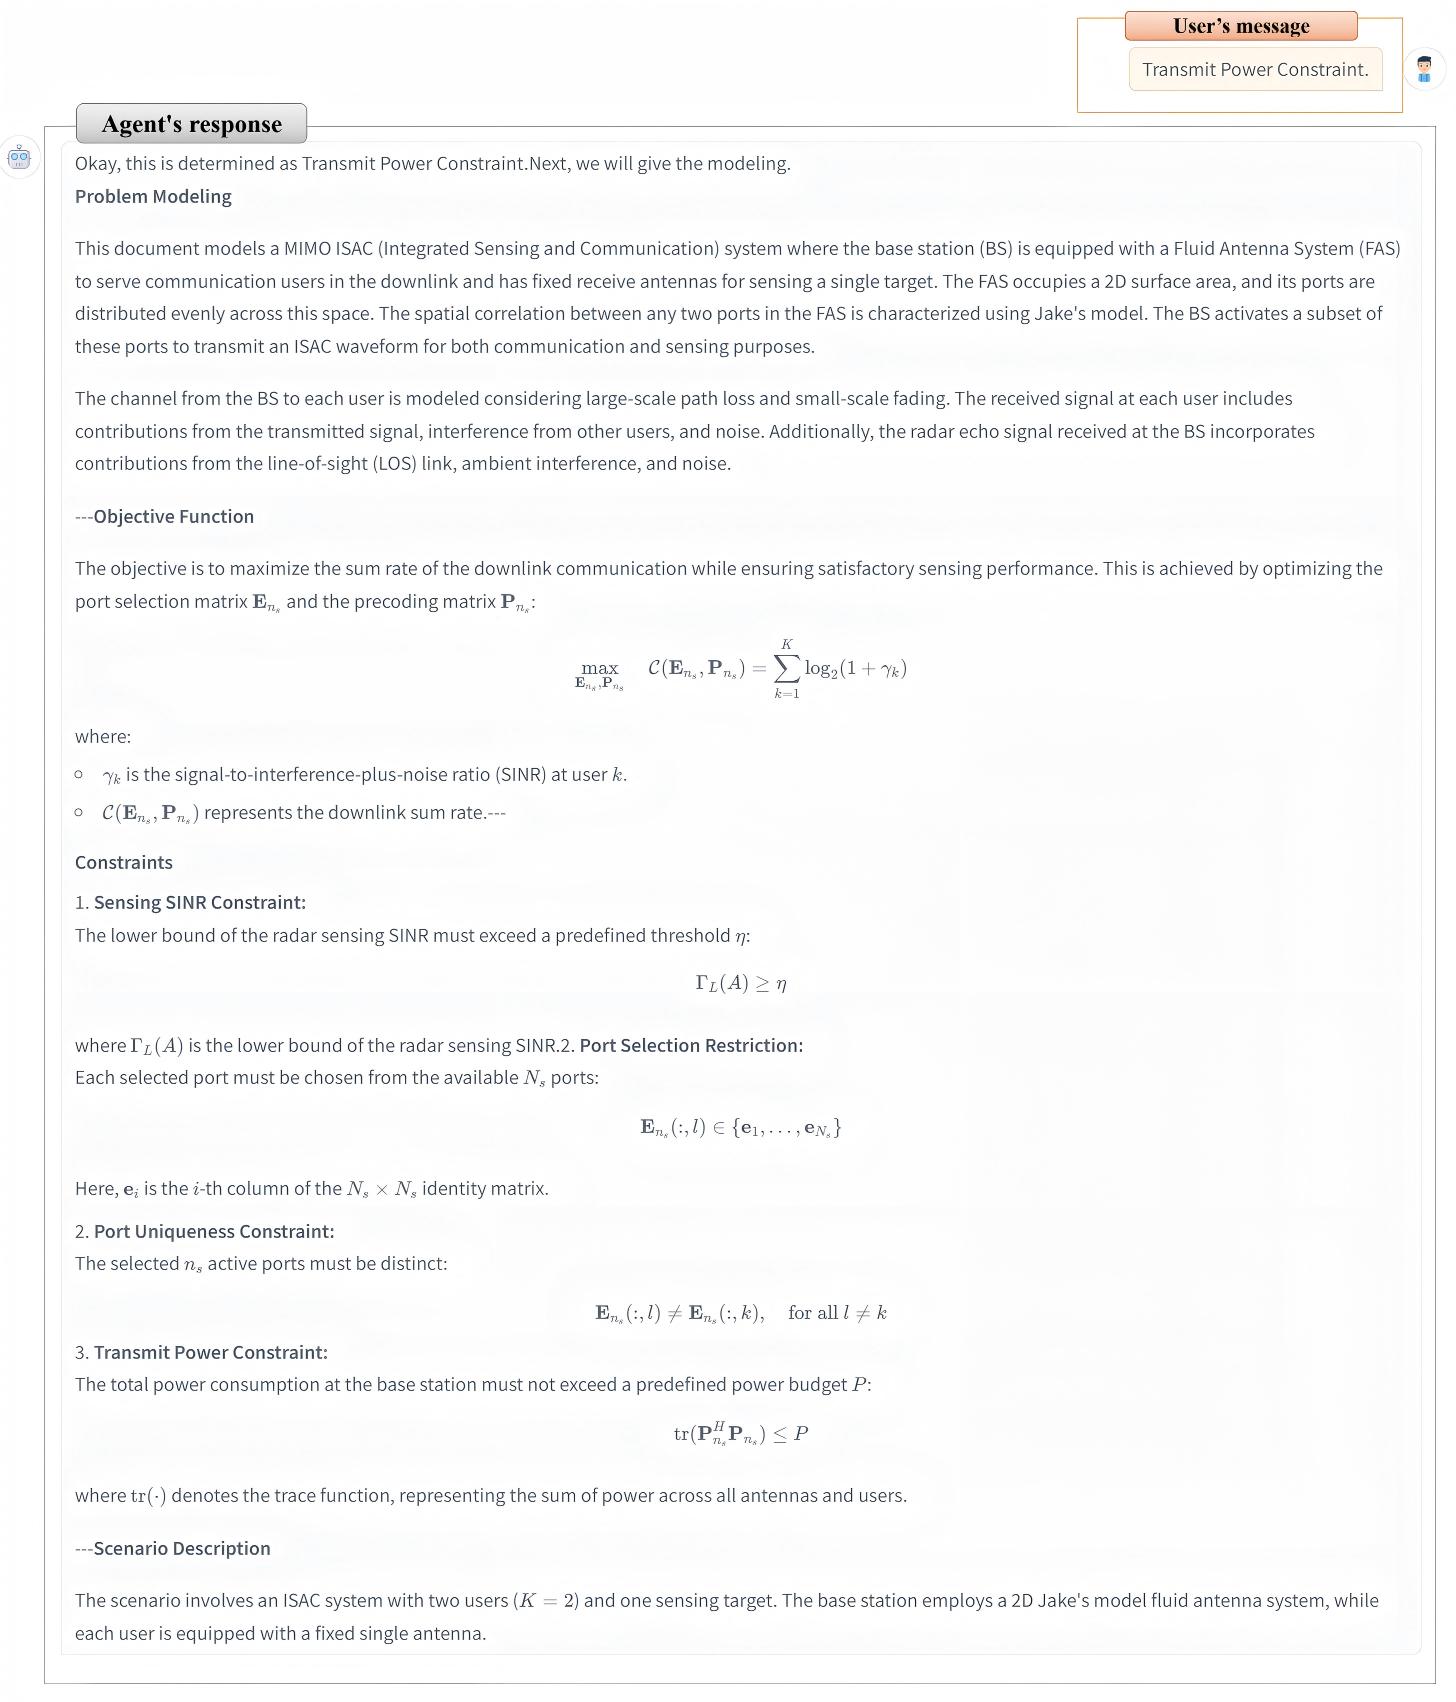 User's message
Transmit Power Constraint.
Agent's response
Okay, this is determined as Transmit Power Constraint.Next, we will give the modeling.
Problem Modeling
This document models a MIMO ISAC (Integrated Sensing and Communication) system where the base station (BS) is equipped with a Fluid Antenna System (FAS)
to serve communication users in the downlink and has fixed receive antennas for sensing a single target. The FAS occupies a 2D surface area, and its ports are
distributed evenly across this space. The spatial correlation between any two ports in the FAS is characterized using Jake's model. The BS activates a subset of
these ports to transmit an ISAC waveform for both communication and sensing purposes.
The channel from the BS to each user is modeled considering large-scale path loss and small-scale fading. The received signal at each user includes
contributions from the transmitted signal, interference from other users, and noise. Additionally, the radar echo signal received at the BS incorporates
contributions from the line-of-sight (LOS) link, ambient interference, and noise.
---Objective Function
The objective is to maximize the sum rate of the downlink communication while ensuring satisfactory sensing performance. This is achieved by optimizing the
port selection matrix $\mathbf{E}_{n_s}$ and the precoding matrix $\mathbf{P}_{n_s}$:
$\max_{\mathbf{E}_{n_s},\mathbf{P}_{n_s}} \quad \mathcal{C}(\mathbf{E}_{n_s}, \mathbf{P}_{n_s}) = \sum_{k=1}^{K} \log_2(1 + \gamma_k)$
where:
○ $\gamma_k$ is the signal-to-interference-plus-noise ratio (SINR) at user $k$.
○ $\mathcal{C}(\mathbf{E}_{n_s}, \mathbf{P}_{n_s})$ represents the downlink sum rate.---
Constraints
1. Sensing SINR Constraint:
The lower bound of the radar sensing SINR must exceed a predefined threshold $\eta$:
$\Gamma_L(A) \geq \eta$
where $\Gamma_L(A)$ is the lower bound of the radar sensing SINR.2. Port Selection Restriction:
Each selected port must be chosen from the available $N_s$ ports:
$\mathbf{E}_{n_s}(:, l) \in \{\mathbf{e}_1, \ldots, \mathbf{e}_{N_s}\}$
Here, $\mathbf{e}_i$ is the $i$-th column of the $N_s \times N_s$ identity matrix.
2. Port Uniqueness Constraint:
The selected $n_s$ active ports must be distinct:
$\mathbf{E}_{n_s}(:, l) \neq \mathbf{E}_{n_s}(:, k), \quad \text{for all } l \neq k$
3. Transmit Power Constraint:
The total power consumption at the base station must not exceed a predefined power budget $P$:
$\mathrm{tr}(\mathbf{P}_{n_s}^H \mathbf{P}_{n_s}) \leq P$
where $\mathrm{tr}(\cdot)$ denotes the trace function, representing the sum of power across all antennas and users.
---Scenario Description
The scenario involves an ISAC system with two users ($K = 2$) and one sensing target. The base station employs a 2D Jake's model fluid antenna system, while
each user is equipped with a fixed single antenna.